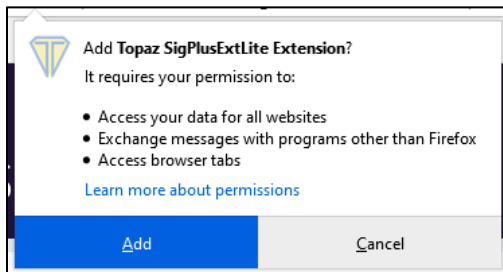 Add Topaz SigPlusExtLite Extension?
It requires your permission to:
• Access your data for all websites
• Exchange messages with programs other than Firefox
• Access browser tabs
Learn more about permissions
Add
Cancel